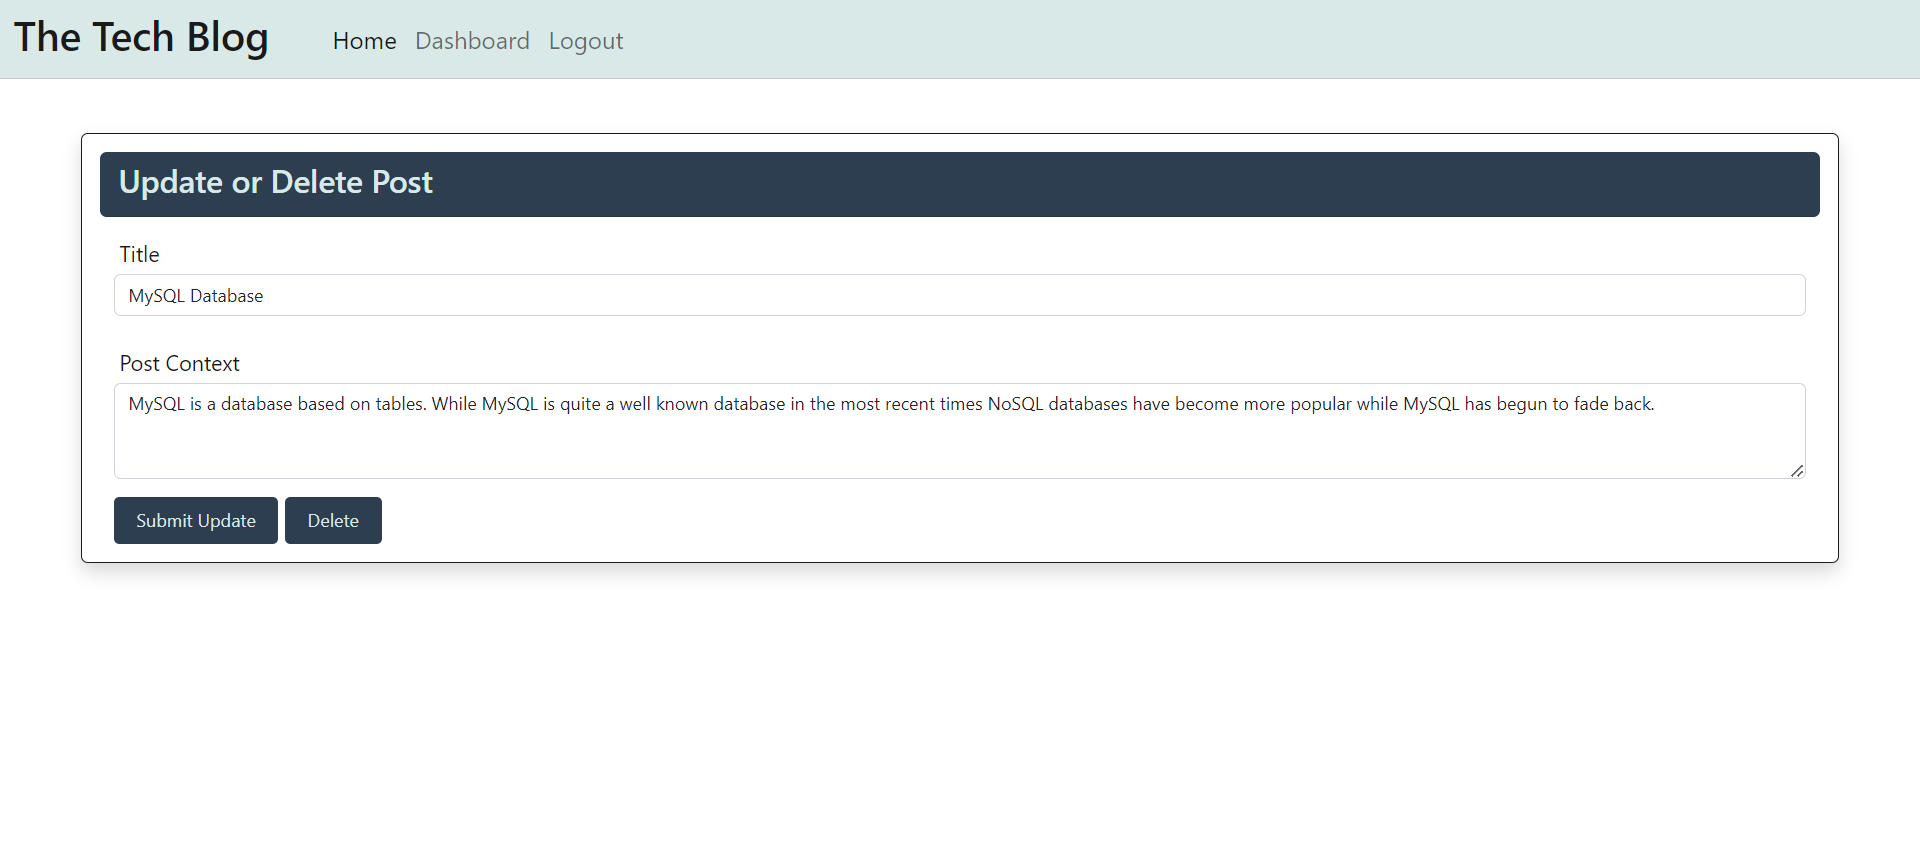 The Tech Blog
Home Dashboard Logout
Update or Delete Post
Title
MySQL Database
Post Context
MySQL is a database based on tables. While MySQL is quite a well known database in the most recent times NoSQL databases have become more popular while MySQL has begun to fade back.
Submit Update Delete